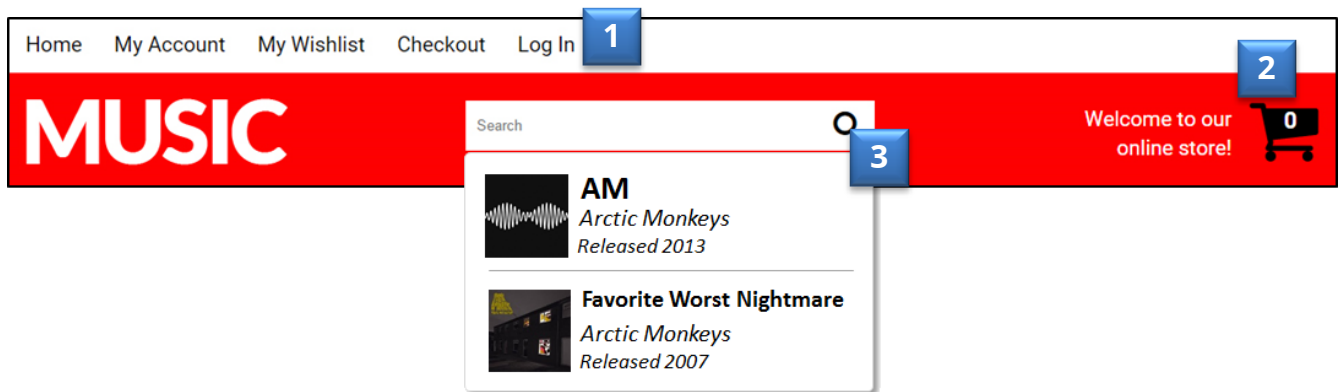 Home My Account My Wishlist Checkout Log In 1
2
MUSIC
Search
Welcome to our
online store!
0
3
AM
Arctic Monkeys
Released 2013
Favorite Worst Nightmare
Arctic Monkeys
Released 2007